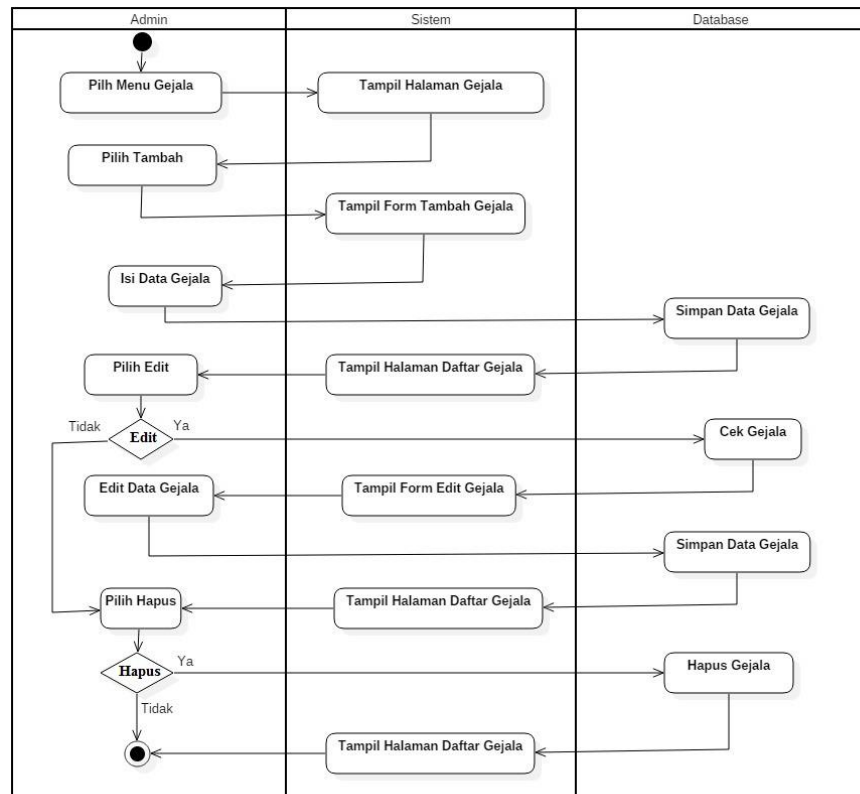 Admin
Sistem
Database
Pilh Menu Gejala
Tampil Halaman Gejala
Pilih Tambah
Tampil Form Tambah Gejala
Isi Data Gejala
Simpan Data Gejala
Pilih Edit
Tampil Halaman Daftar Gejala
Tidak
Edit
Ya
Cek Gejala
Edit Data Gejala
Tampil Form Edit Gejala
Simpan Data Gejala
Pilih Hapus
Tampil Halaman Daftar Gejala
Hapus
Ya
Hapus Gejala
Tidak
Tampil Halaman Daftar Gejala